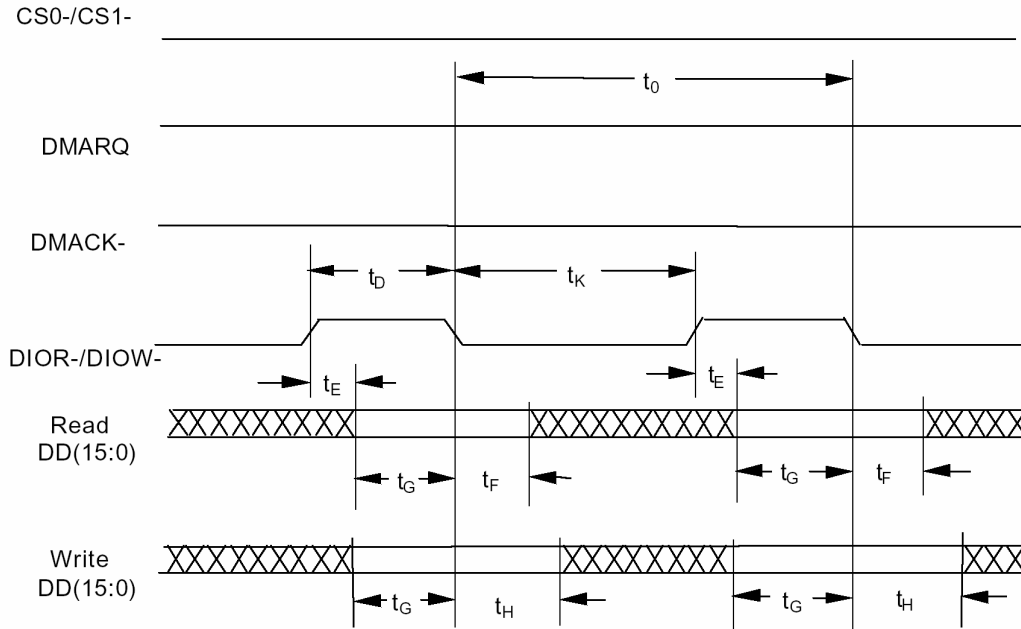 CS0-/CS1-
t0
DMARQ
DMACK-
tD
tK
DIOR-/DIOW-
tE
tE
Read
DD(15:0)
tG
tF
tG
tF
Write
DD(15:0)
tG
tH
tG
tH